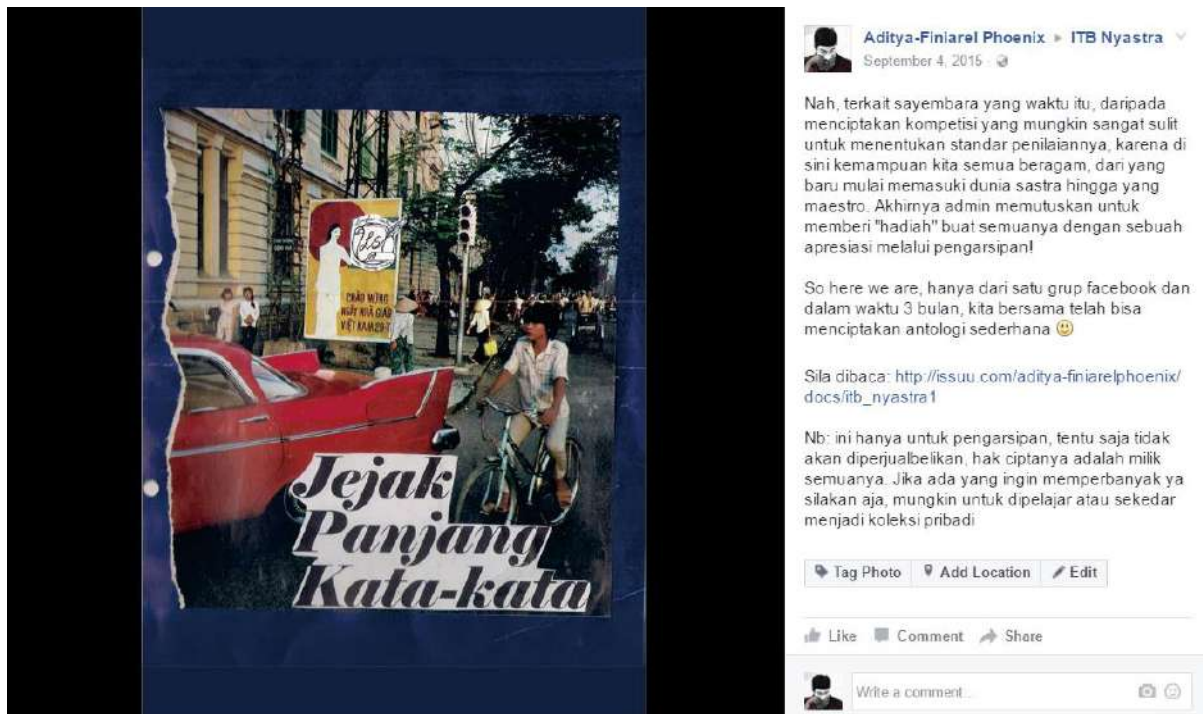 CHÀO MỪNG
NGÀY NHÀ GIÁO
VIỆT NAM 20-
Jejak
Panjang
Kata-kata
Aditya-Finiarel Phoenix ▸ ITB Nyastra
September 4, 2015 ·
Nah, terkait sayembara yang waktu itu, daripada
menciptakan kompetisi yang mungkin sangat sulit
untuk menentukan standar penilaiannya, karena di
sini kemampuan kita semua beragam, dari yang
baru mulai memasuki dunia sastra hingga yang
maestro. Akhirnya admin memutuskan untuk
memberi "hadiah" buat semuanya dengan sebuah
apresiasi melalui pengarsipan!
So here we are, hanya dari satu grup facebook dan
dalam waktu 3 bulan, kita bersama telah bisa
menciptakan antologi sederhana 🙂
Sila dibaca: http://issuu.com/aditya-finiarelphoenix/
docs/itb_nyastra1
Nb: ini hanya untuk pengarsipan, tentu saja tidak
akan diperjualbelikan, hak ciptanya adalah milik
semuanya. Jika ada yang ingin memperbanyak ya
silakan aja, mungkin untuk dipelajar atau sekedar
menjadi koleksi pribadi
Tag Photo Add Location Edit
Like Comment Share
Write a comment...